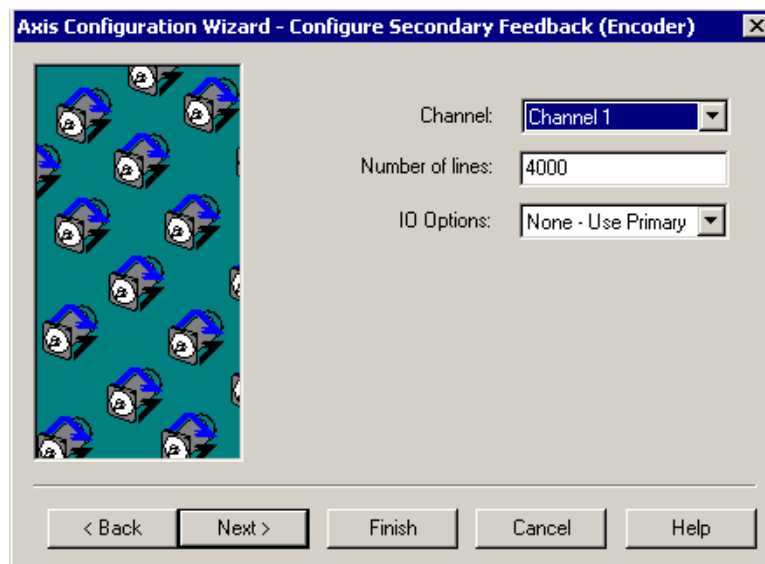 Axis Configuration Wizard - Configure Secondary Feedback (Encoder)
Channel: Channel 1
Number of lines: 4000
IO Options: None - Use Primary
< Back Next > Finish Cancel Help